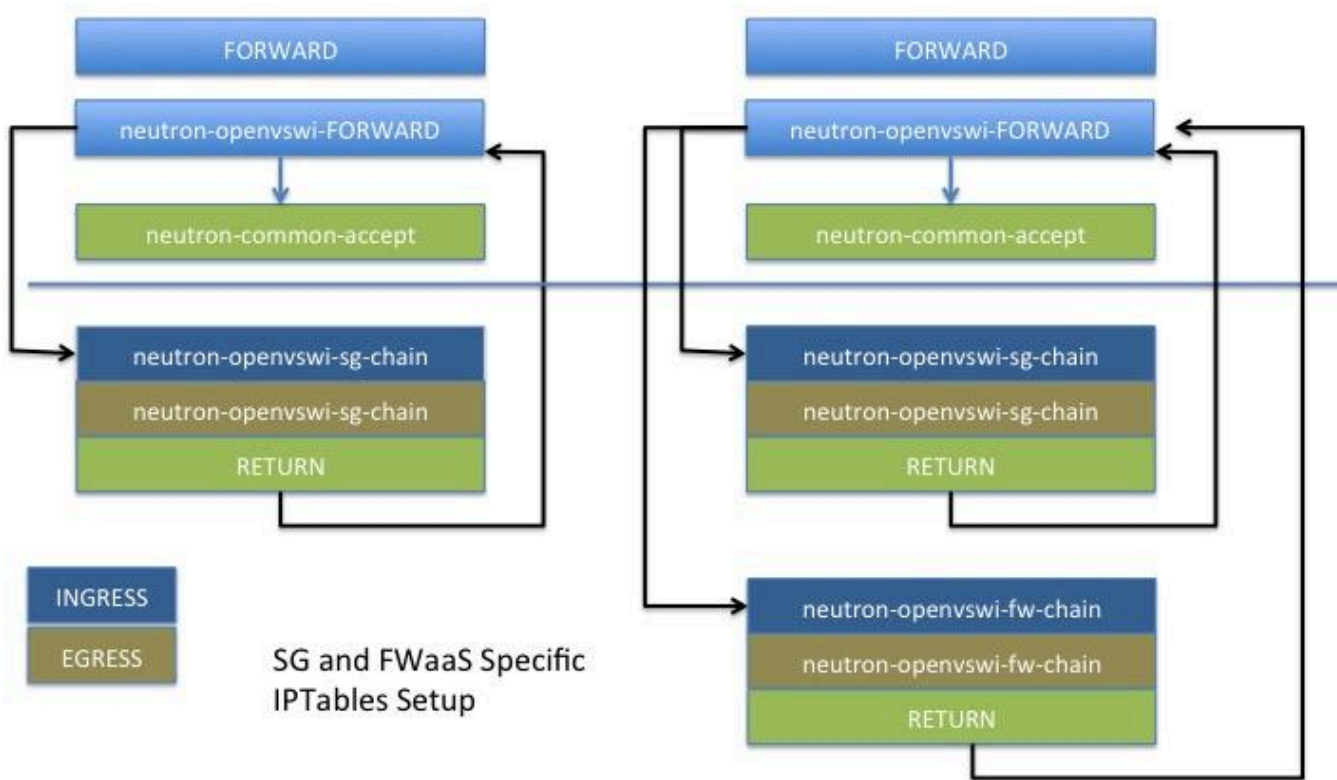 FORWARD
neutron-openvswi-FORWARD
neutron-common-accept
neutron-openvswi-sg-chain
neutron-openvswi-sg-chain
RETURN
INGRESS
EGRESS
SG and FWaaS Specific
IPTables Setup
FORWARD
neutron-openvswi-FORWARD
neutron-common-accept
neutron-openvswi-sg-chain
neutron-openvswi-sg-chain
RETURN
neutron-openvswi-fw-chain
neutron-openvswi-fw-chain
RETURN